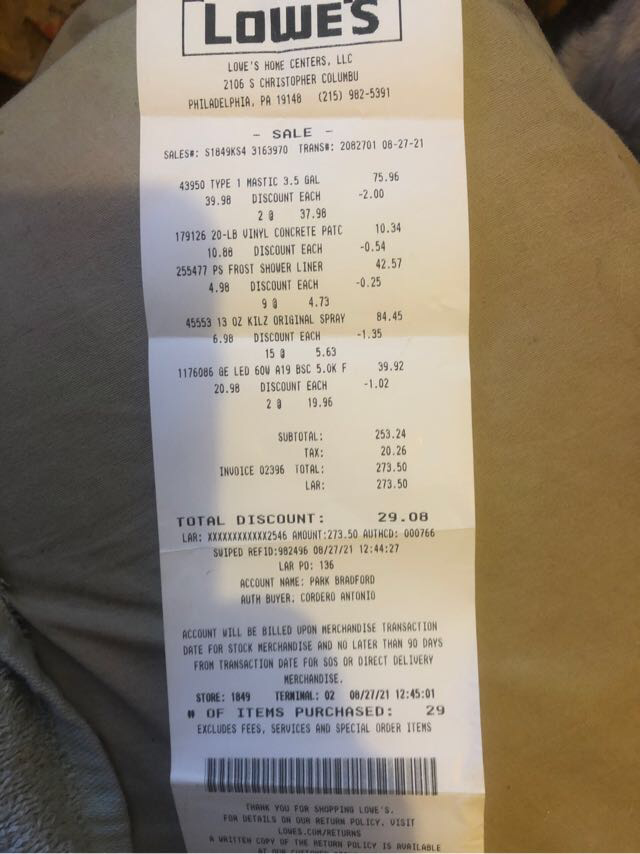 LOWE'S
LOWE'S HOME CENTERS, LLC
2106 S CHRISTOPHER COLUMBU
PHILADELPHIA, PA 19148 (215) 982-5391
- SALE -
SALES#: S1849KS4 3163970 TRANS#: 2082701 08-27-21
43950 TYPE 1 MASTIC 3.5 GAL 75.96
39.98 DISCOUNT EACH -2.00
2 @ 37.98
179126 20-LB VINYL CONCRETE PATC 10.34
10.88 DISCOUNT EACH -0.54
255477 PS FROST SHOWER LINER 42.57
4.98 DISCOUNT EACH -0.25
9 @ 4.73
45553 13 OZ KILZ ORIGINAL SPRAY 84.45
6.98 DISCOUNT EACH -1.35
15 @ 5.63
1176086 GE LED 60W A19 BSC 5.0K F 39.92
20.98 DISCOUNT EACH -1.02
2 @ 19.96
SUBTOTAL: 253.24
TAX: 20.26
INVOICE 02396 TOTAL: 273.50
LAR: 273.50
TOTAL DISCOUNT: 29.08
LAR: XXXXXXXXXXXX2546 AMOUNT:273.50 AUTHCD: 000766
SWIPED REFID:982496 08/27/21 12:44:27
LAR PO: 136
ACCOUNT NAME: PARK BRADFORD
AUTH BUYER: CORDERO ANTONIO
ACCOUNT WILL BE BILLED UPON MERCHANDISE TRANSACTION
DATE FOR STOCK MERCHANDISE AND NO LATER THAN 90 DAYS
FROM TRANSACTION DATE FOR SOS OR DIRECT DELIVERY
MERCHANDISE.
STORE: 1849 TERMINAL: 02 08/27/21 12:45:01
# OF ITEMS PURCHASED: 29
EXCLUDES FEES, SERVICES AND SPECIAL ORDER ITEMS
THANK YOU FOR SHOPPING LOWE'S.
FOR DETAILS ON OUR RETURN POLICY, VISIT
LOWES.COM/RETURNS
A WRITTEN COPY OF THE RETURN POLICY IS AVAILABLE
AT OUR CUSTOMER